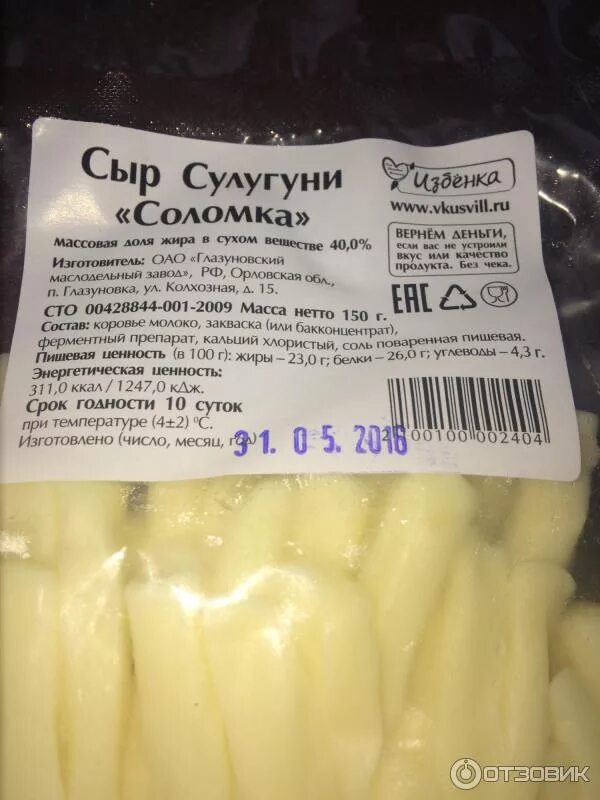 Сыр Сулугуни
«Соломка»
Избёнка
www.vkusvill.ru
Массовая доля жира в сухом веществе 40,0%
Изготовитель: ОАО «Глазуновский
маслодельный завод», РФ, Орловская обл.,
п. Глазуновка, ул. Колхозная, д. 15.
ВЕРНЁМ ДЕНЬГИ,
если вас не устроили
вкус или качество
продукта. Без чека.
СТО 00428844-001-2009 Масса нетто 150 г.
EAC
Состав: коровье молоко, закваска (или бакконцентрат),
ферментный препарат, кальций хлористый, соль поваренная пищевая.
Пищевая ценность (в 100 г): жиры – 23,0 г; белки – 26,0 г; углеводы – 4,3 г.
Энергетическая ценность:
311,0 ккал / 1247,0 кДж.
Срок годности 10 суток
при температуре (4±2) °С.
Изготовлено (число, месяц, год) 31.05.2016
2 00100 002404
ОТЗОВИК